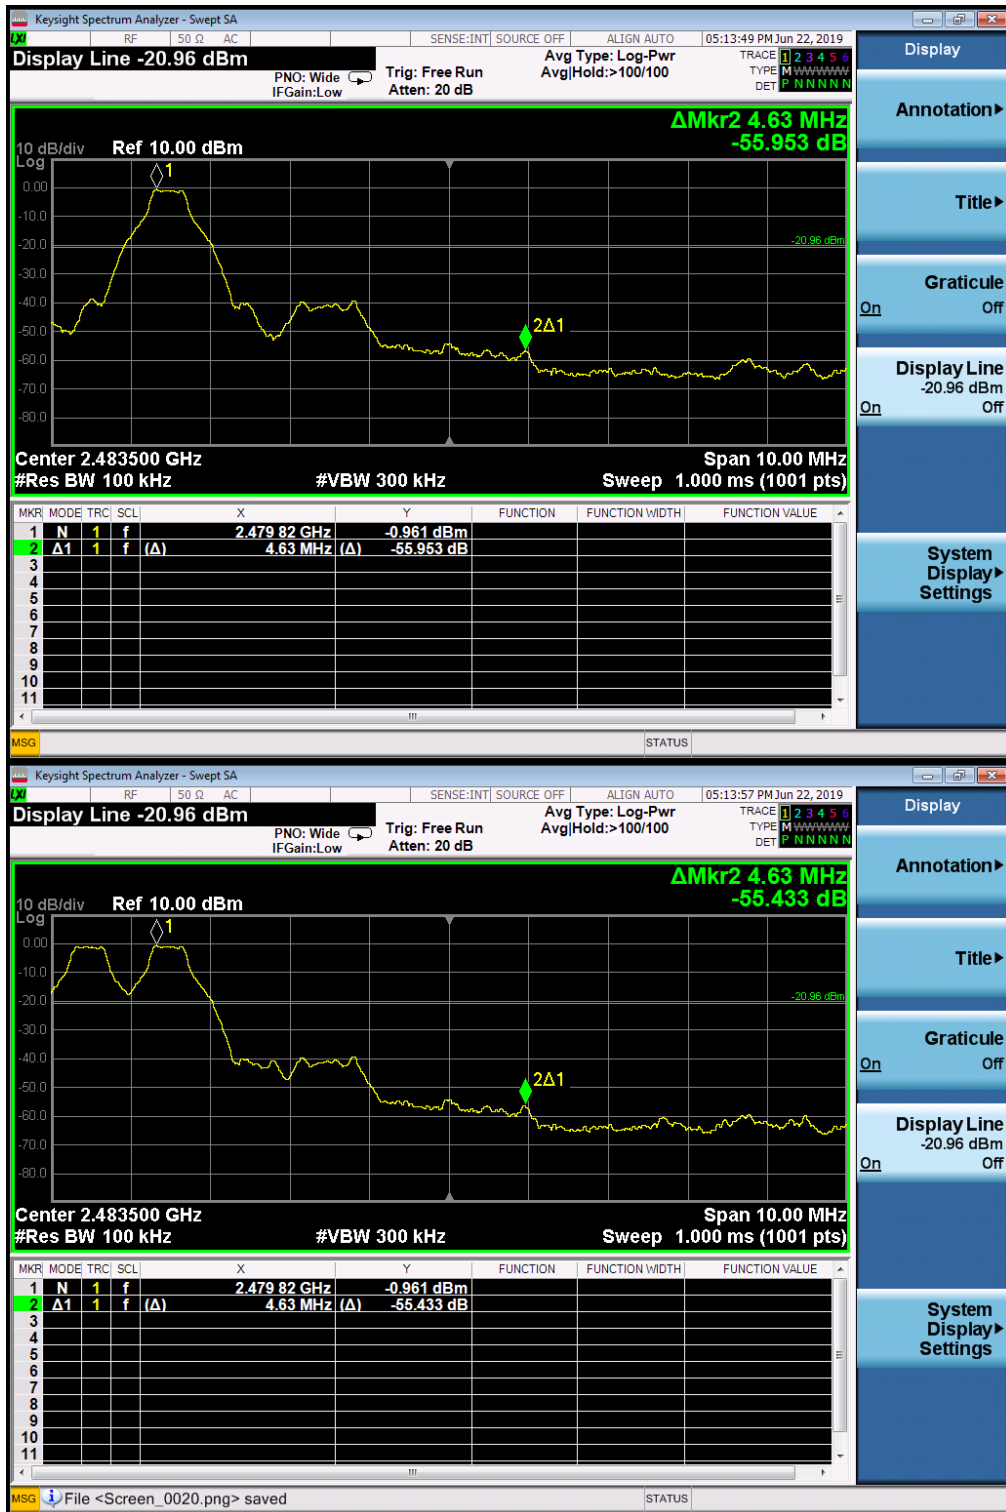 Keysight Spectrum Analyzer - Swept SA
LXI RF 50 Ω AC SENSE:INT SOURCE OFF ALIGN AUTO 05:13:49 PM Jun 22, 2019
Display Line -20.96 dBm
PNO: Wide
IFGain:Low
Trig: Free Run
Atten: 20 dB
Avg Type: Log-Pwr
Avg|Hold:>100/100
TRACE 1 2 3 4 5 6
TYPE M WWWWW
DET P N N N N N
ΔMkr2 4.63 MHz
-55.953 dB
10 dB/div Ref 10.00 dBm
Log
1
0.00
-10.0
-20.0
-20.96 dBm
-30.0
-40.0
-50.0
2Δ1
-60.0
-70.0
-80.0
Center 2.483500 GHz Span 10.00 MHz
#Res BW 100 kHz #VBW 300 kHz Sweep 1.000 ms (1001 pts)
MKR MODE TRC SCL X Y FUNCTION FUNCTION WIDTH FUNCTION VALUE
1 N 1 f 2.479 82 GHz -0.961 dBm
2 Δ1 1 f (Δ) 4.63 MHz (Δ) -55.953 dB
3
4
5
6
7
8
9
10
11
MSG STATUS
Display
Annotation
Title
Graticule
On Off
Display Line
-20.96 dBm
On Off
System
Display
Settings
Keysight Spectrum Analyzer - Swept SA
LXI RF 50 Ω AC SENSE:INT SOURCE OFF ALIGN AUTO 05:13:57 PM Jun 22, 2019
Display Line -20.96 dBm
PNO: Wide
IFGain:Low
Trig: Free Run
Atten: 20 dB
Avg Type: Log-Pwr
Avg|Hold:>100/100
TRACE 1 2 3 4 5 6
TYPE M WWWWW
DET P N N N N N
ΔMkr2 4.63 MHz
-55.433 dB
10 dB/div Ref 10.00 dBm
Log
1
0.00
-10.0
-20.0
-20.96 dBm
-30.0
-40.0
-50.0
2Δ1
-60.0
-70.0
-80.0
Center 2.483500 GHz Span 10.00 MHz
#Res BW 100 kHz #VBW 300 kHz Sweep 1.000 ms (1001 pts)
MKR MODE TRC SCL X Y FUNCTION FUNCTION WIDTH FUNCTION VALUE
1 N 1 f 2.479 82 GHz -0.961 dBm
2 Δ1 1 f (Δ) 4.63 MHz (Δ) -55.433 dB
3
4
5
6
7
8
9
10
11
MSG File <Screen_0020.png> saved STATUS
Display
Annotation
Title
Graticule
On Off
Display Line
-20.96 dBm
On Off
System
Display
Settings